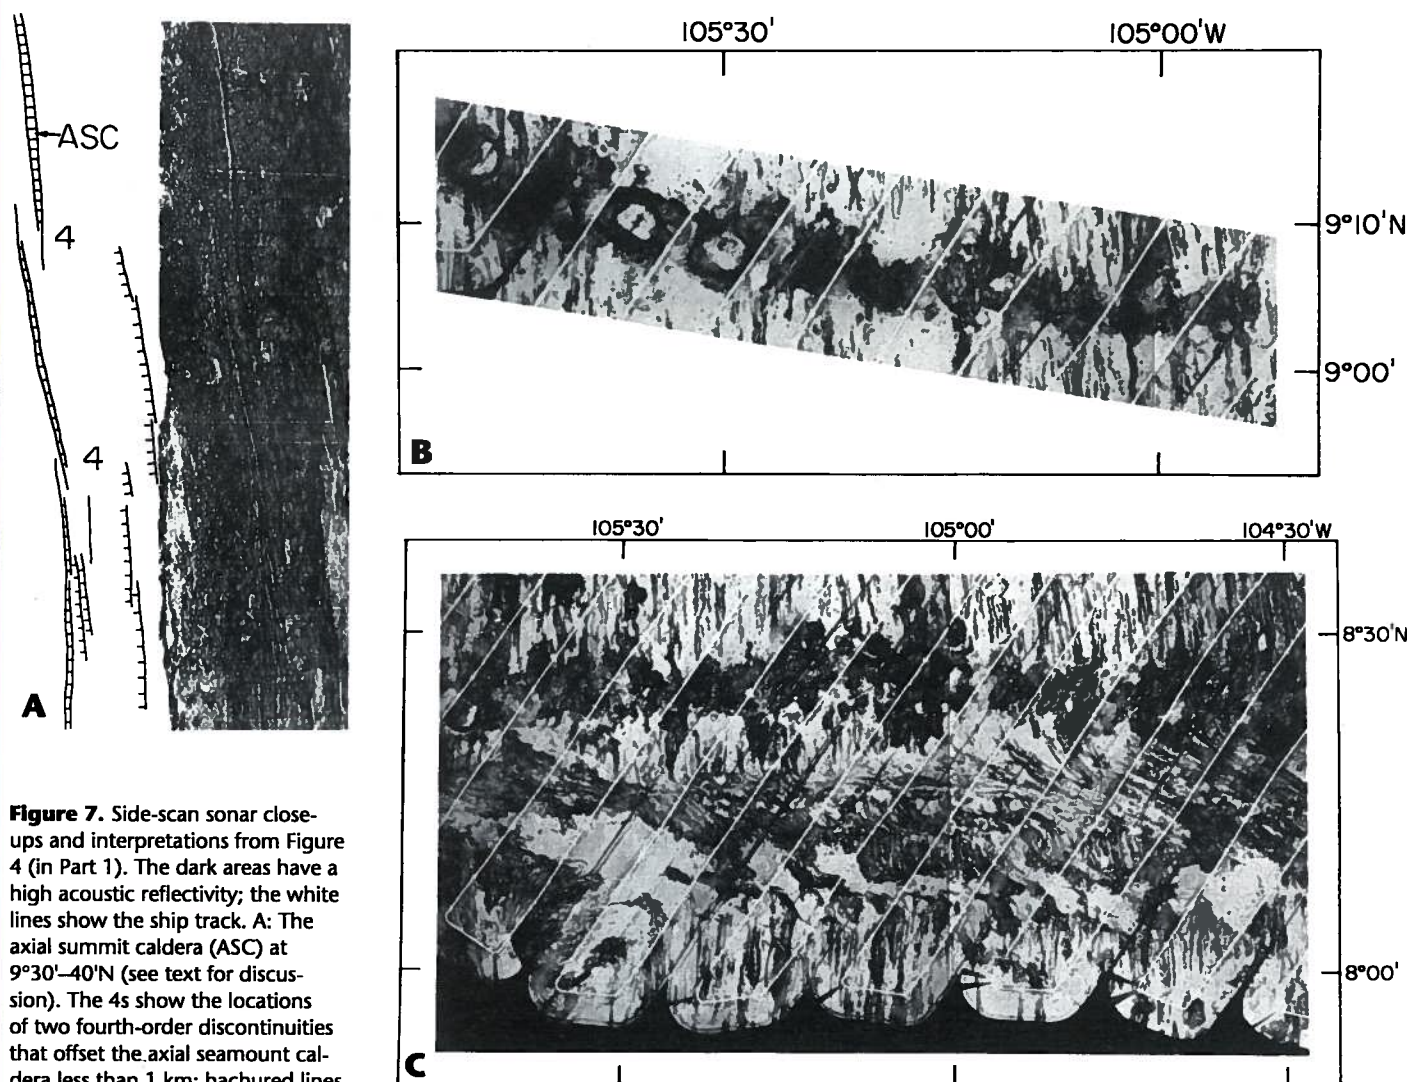 105°30'
105°00'W
ASC
4
4
A
9°10'N
9°00'
B
105°30'
105°00'
104°30'W
8°30'N
8°00'
C
Figure 7. Side-scan sonar close-
ups and interpretations from Figure
4 (in Part 1). The dark areas have a
high acoustic reflectivity; the white
lines show the ship track. A: The
axial summit caldera (ASC) at
9°30'–40'N (see text for discus-
sion). The 4s show the locations
of two fourth-order discontinuities
that offset the axial seamount cal-
dera less than 1 km; hachured lines